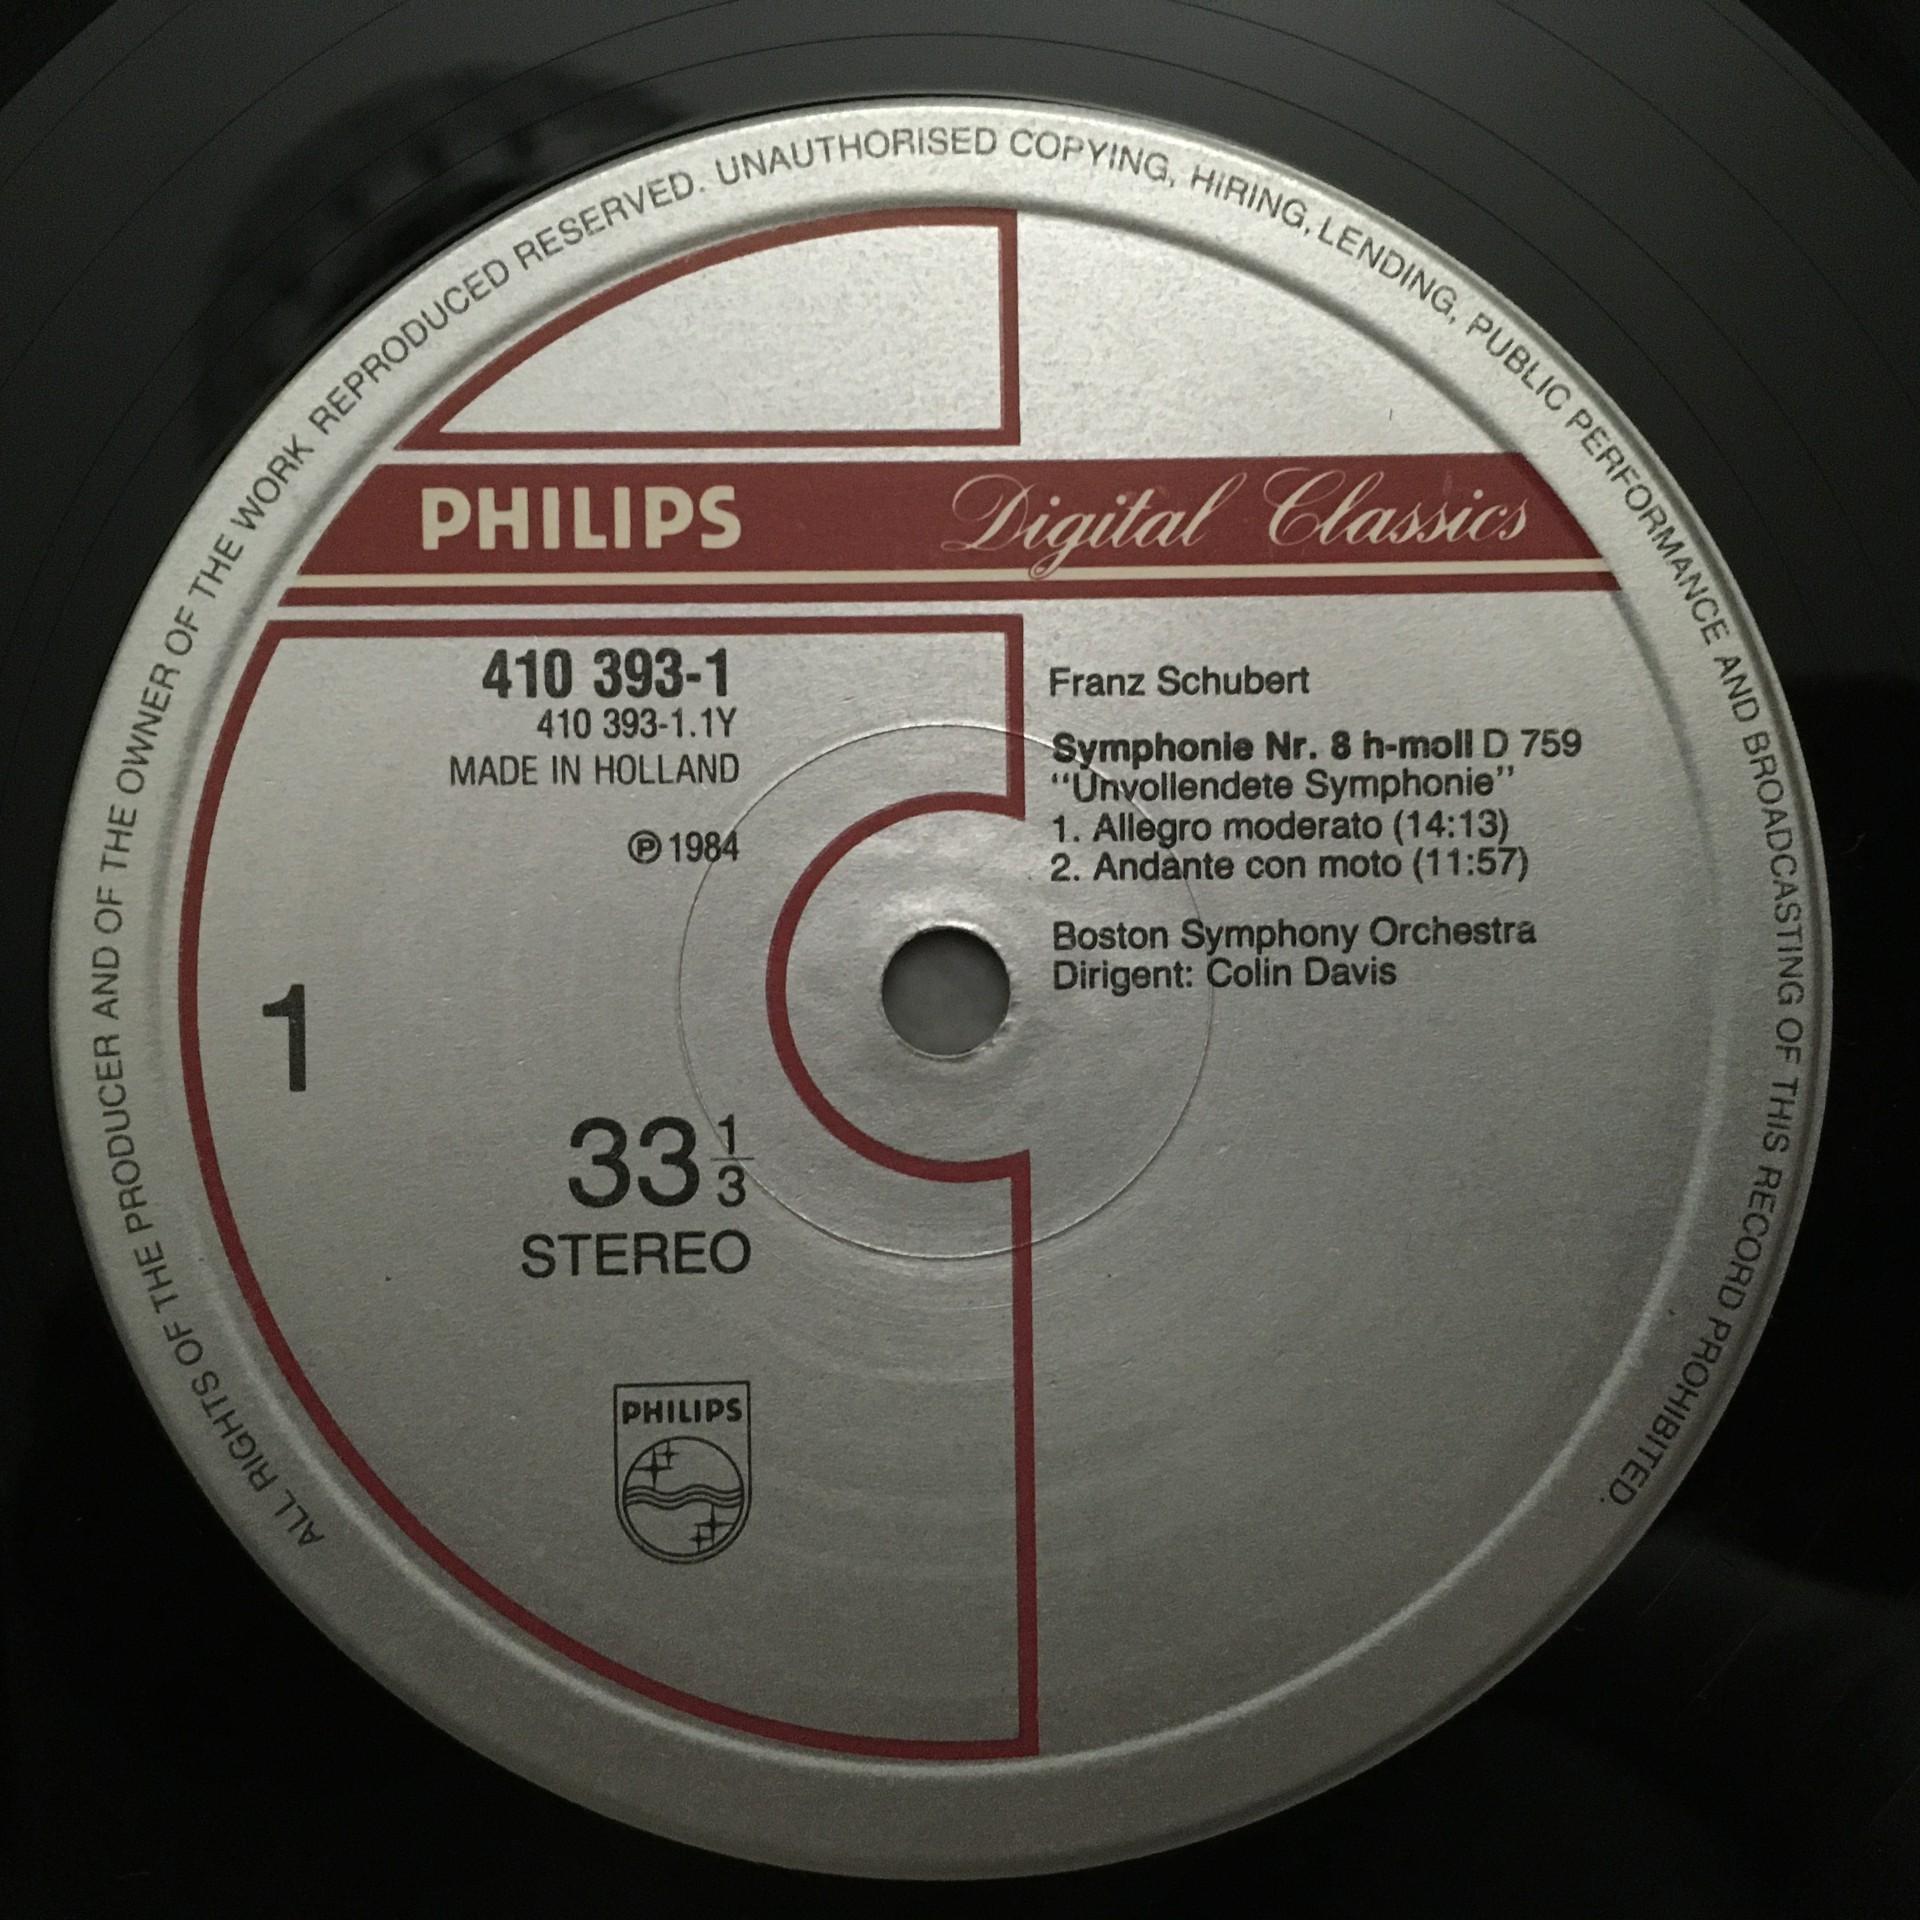 ALL RIGHTS OF THE PRODUCER AND OF THE OWNER OF THE WORK REPRODUCED RESERVED. UNAUTHORISED COPYING, HIRING, LENDING, PUBLIC PERFORMANCE AND BROADCASTING OF THIS RECORD PROHIBITED.
PHILIPS Digital Classics
410 393-1
410 393-1.1Y
MADE IN HOLLAND
℗ 1984
1
33 1/3
STEREO
PHILIPS
Franz Schubert
Symphonie Nr. 8 h-moll D 759
“Unvollendete Symphonie”
1. Allegro moderato (14:13)
2. Andante con moto (11:57)
Boston Symphony Orchestra
Dirigent: Colin Davis